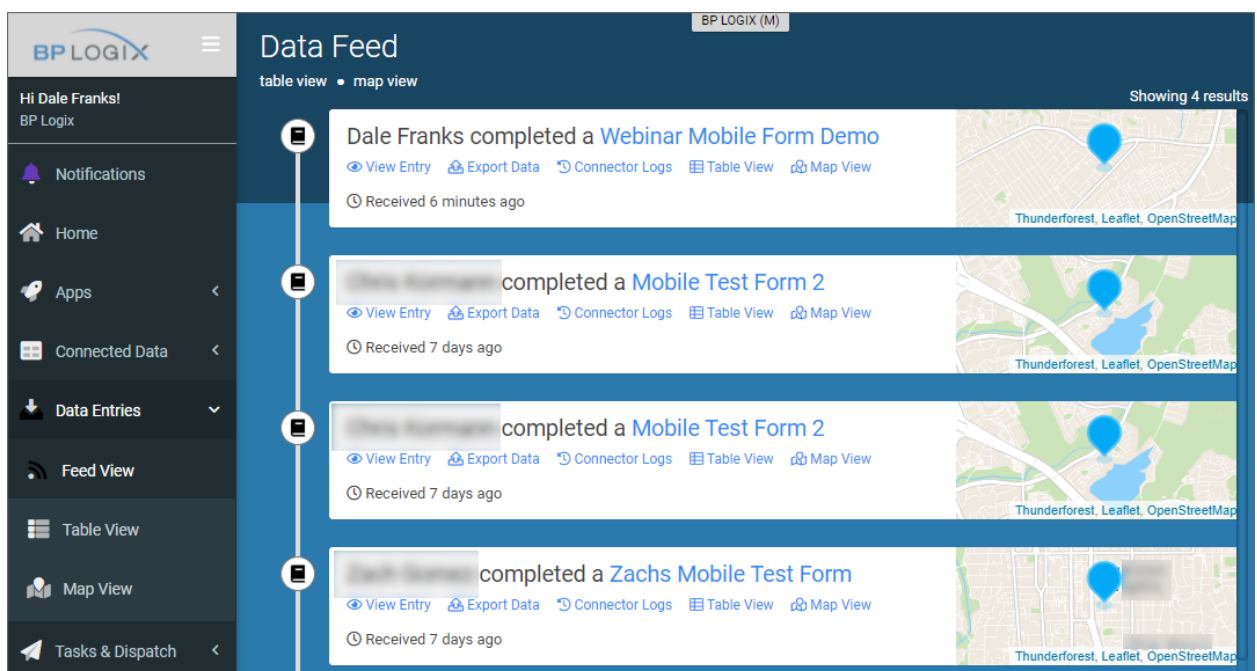 BP LOGIX (M)
BP LOGIX
Hi Dale Franks!
BP Logix
Notifications
Home
Apps
Connected Data
Data Entries
Feed View
Table View
Map View
Tasks & Dispatch
Data Feed
table view • map view
Showing 4 results
Dale Franks completed a Webinar Mobile Form Demo
View Entry Export Data Connector Logs Table View Map View
Received 6 minutes ago
Thunderforest, Leaflet, OpenStreetMap
completed a Mobile Test Form 2
View Entry Export Data Connector Logs Table View Map View
Received 7 days ago
Thunderforest, Leaflet, OpenStreetMap
completed a Mobile Test Form 2
View Entry Export Data Connector Logs Table View Map View
Received 7 days ago
Thunderforest, Leaflet, OpenStreetMap
completed a Zachs Mobile Test Form
View Entry Export Data Connector Logs Table View Map View
Received 7 days ago
Thunderforest, Leaflet, OpenStreetMap